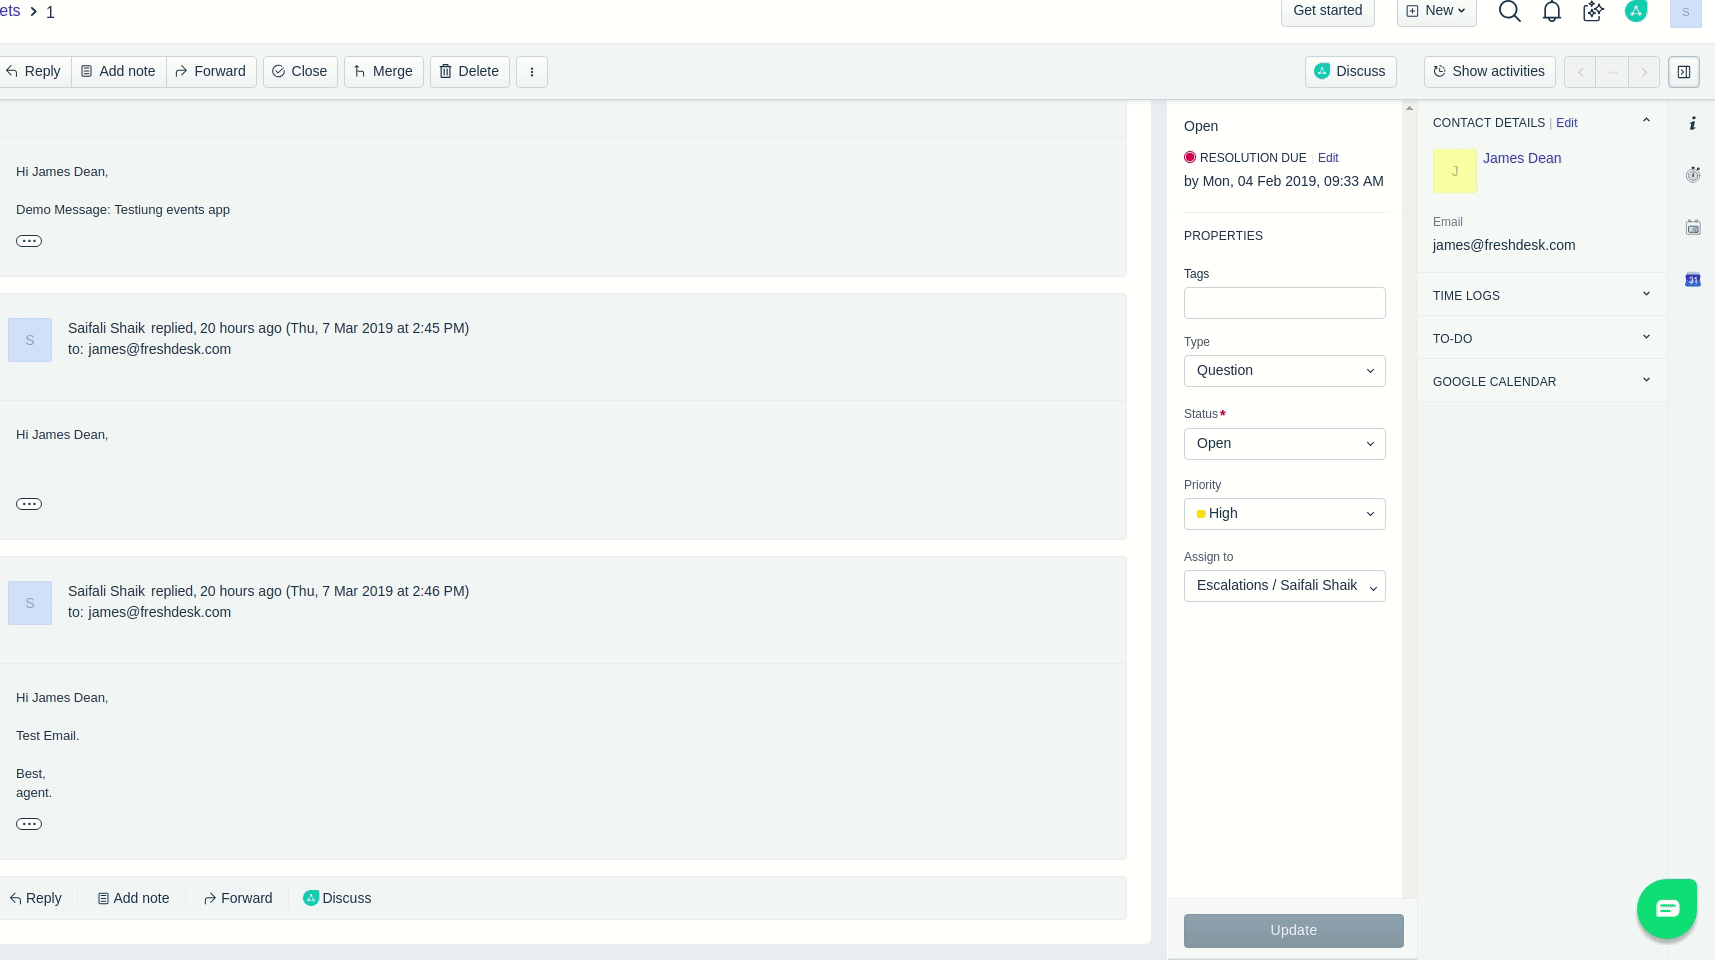 ets > 1
Get started
New
S
Reply
Add note
Forward
Close
Merge
Delete
Discuss
Show activities
Hi James Dean,
Demo Message: Testiung events app
S
Saifali Shaik replied, 20 hours ago (Thu, 7 Mar 2019 at 2:45 PM)
to: james@freshdesk.com
Hi James Dean,
S
Saifali Shaik replied, 20 hours ago (Thu, 7 Mar 2019 at 2:46 PM)
to: james@freshdesk.com
Hi James Dean,
Test Email.
Best,
agent.
Reply
Add note
Forward
Discuss
Open
RESOLUTION DUE | Edit
by Mon, 04 Feb 2019, 09:33 AM
PROPERTIES
Tags
Type
Question
Status*
Open
Priority
High
Assign to
Escalations / Saifali Shaik
Update
CONTACT DETAILS | Edit
J
James Dean
Email
james@freshdesk.com
TIME LOGS
TO-DO
GOOGLE CALENDAR
i
31